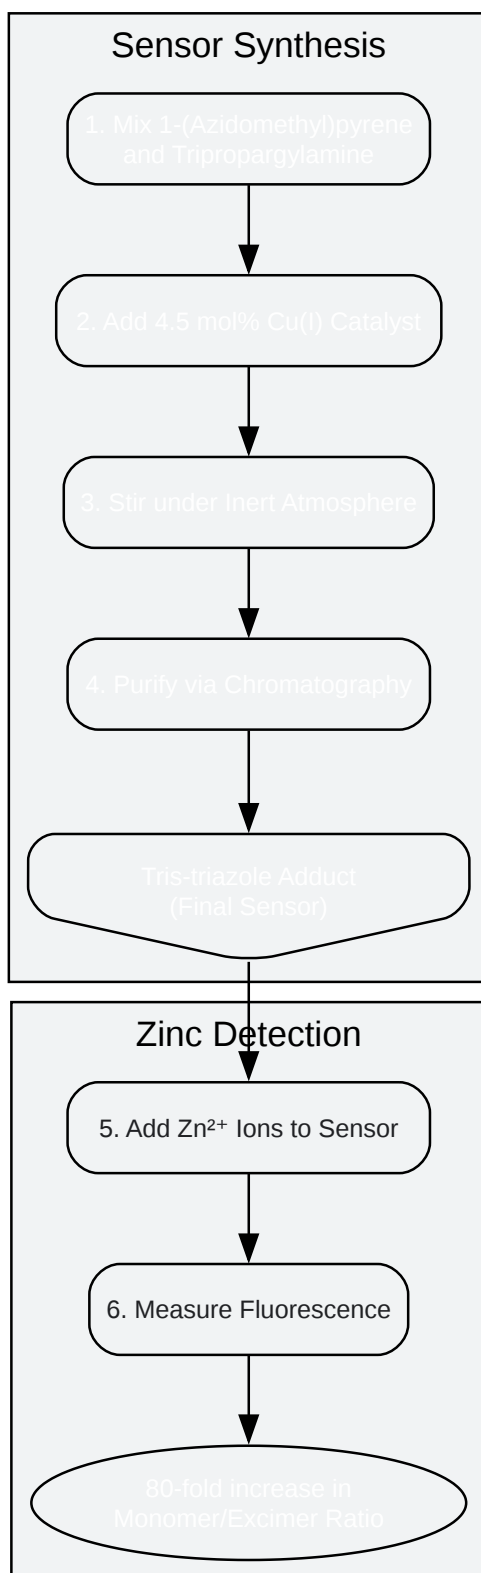 Sensor Synthesis
1. Mix 1-(Azidomethyl)pyrene
and Tripropargylamine
2. Add 4.5 mol% Cu(I) Catalyst
3. Stir under Inert Atmosphere
4. Purify via Chromatography
Tris-triazole Adduct
(Final Sensor)
Zinc Detection
5. Add Zn²⁺ Ions to Sensor
6. Measure Fluorescence
80-fold increase in
Monomer/Excimer Ratio